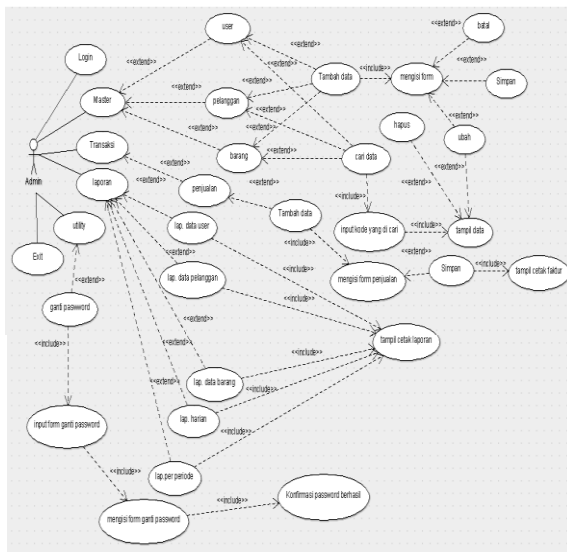 user
batal
<<extend>>
<<extend>>
<<extend>>
<<extend>>
Login
<<extend>>
<<include>>
Tambah data
mengisi form
<<extend>>
Simpan
Master
<<extend>>
pelanggan
<<extend>>
<<extend>>
<<extend>>
hapus
ubah
Transaksi
<<extend>>
barang
<<extend>>
cari data
Admin
laporan
<<extend>>
penjualan
<<extend>>
<<include>>
<<extend>>
<<extend>>
Tambah data
lap. data user
input kode yang di cari
<<include>>
tampil data
utility
<<extend>>
<<include>>
<<extend>>
Exit
lap. data pelanggan
<<include>>
mengisi form penjualan
Simpan
<<include>>
tampil cetak faktur
<<extend>>
ganti paswword
<<extend>>
<<include>>
<<include>>
<<extend>>
tampil cetak laporan
<<include>>
lap. data barang
<<include>>
<<extend>>
lap. harian
<<include>>
input form ganti password
<<include>>
lap.per periode
<<include>>
<<include>>
Konfirmasi password berhasil
mengisi form ganti password